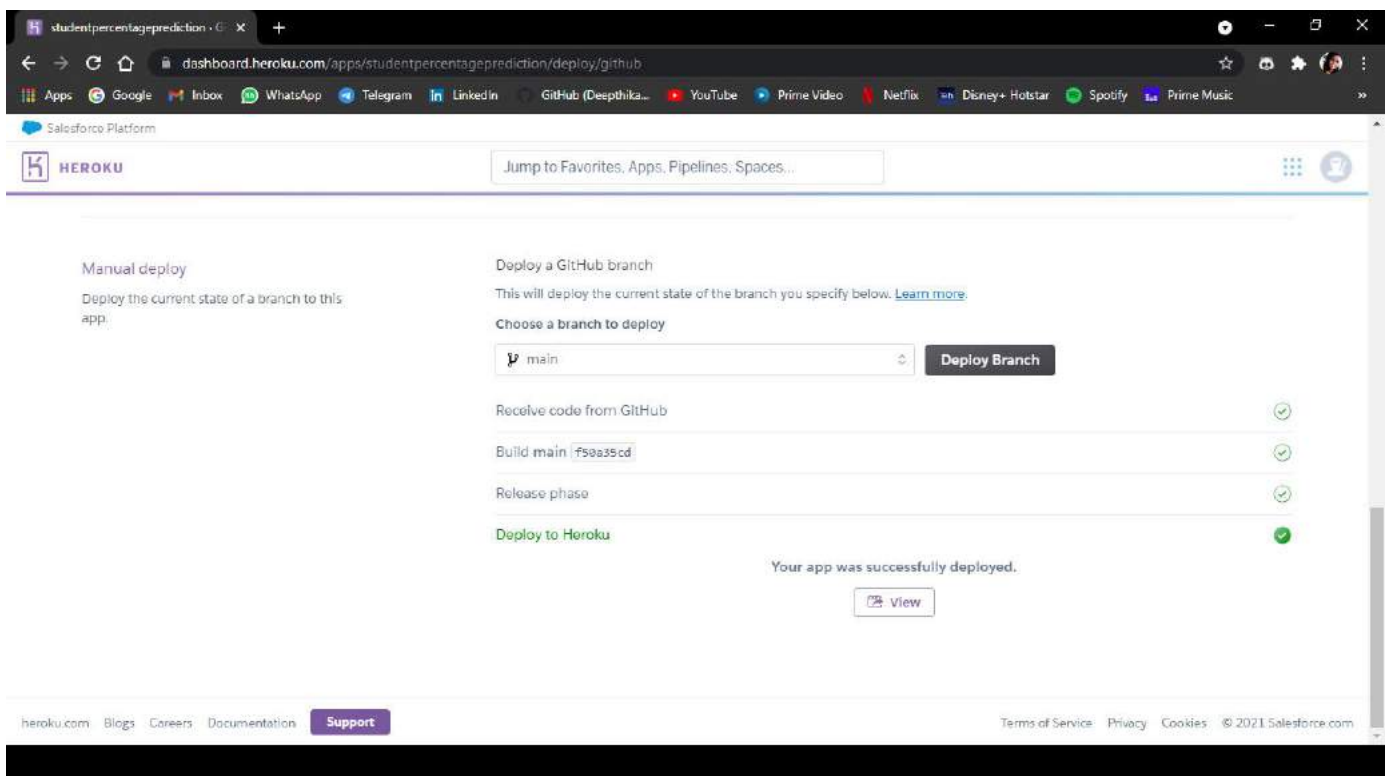 studentpercentageprediction · G
dashboard.heroku.com/apps/studentpercentageprediction/deploy/github
Apps Google Inbox WhatsApp Telegram LinkedIn GitHub (Deepthika... YouTube Prime Video Netflix Disney+ Hotstar Spotify Prime Music »
Salesforce Platform
HEROKU
Jump to Favorites, Apps, Pipelines, Spaces...
Manual deploy
Deploy the current state of a branch to this
app.
Deploy a GitHub branch
This will deploy the current state of the branch you specify below. Learn more.
Choose a branch to deploy
main
Deploy Branch
Receive code from GitHub
Build main f50a35cd
Release phase
Deploy to Heroku
Your app was successfully deployed.
View
heroku.com Blogs Careers Documentation Support
Terms of Service Privacy Cookies © 2021 Salesforce.com